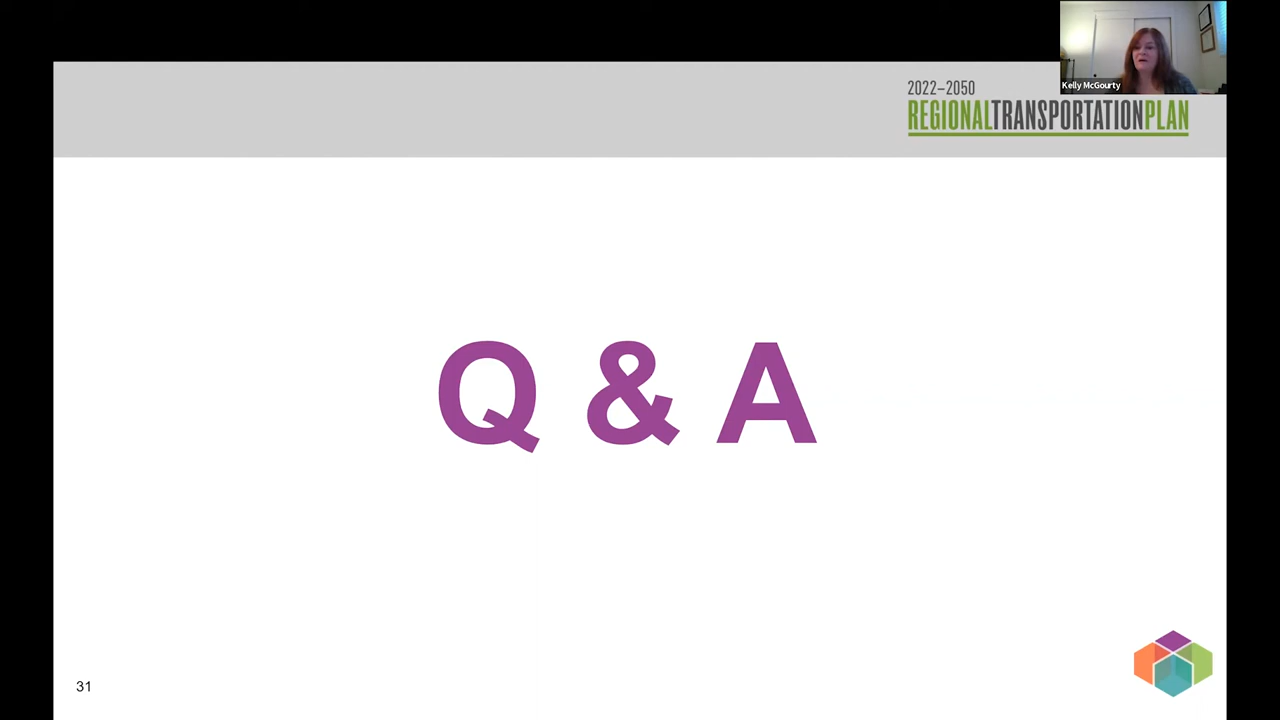 Kelly McGourty
2022–2050
REGIONALTRANSPORTATIONPLAN
Q & A
31